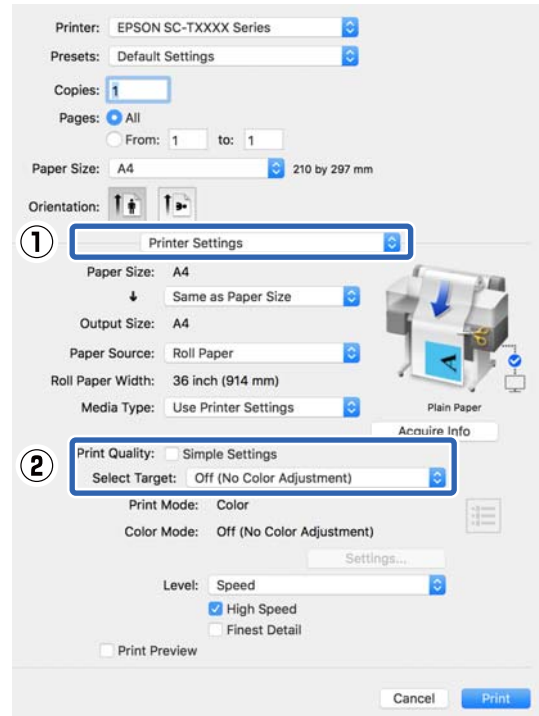 Printer: EPSON SC-TXXXX Series
Presets: Default Settings
Copies: 1
Pages: All
From: 1 to: 1
Paper Size: A4 210 by 297 mm
Orientation:
1 Printer Settings
Paper Size: A4
Same as Paper Size
Output Size: A4
Paper Source: Roll Paper
Roll Paper Width: 36 inch (914 mm)
Media Type: Use Printer Settings
Plain Paper
Acquire Info
2 Print Quality: Simple Settings
Select Target: Off (No Color Adjustment)
Print Mode: Color
Color Mode: Off (No Color Adjustment)
Settings...
Level: Speed
High Speed
Finest Detail
Print Preview
Cancel Print